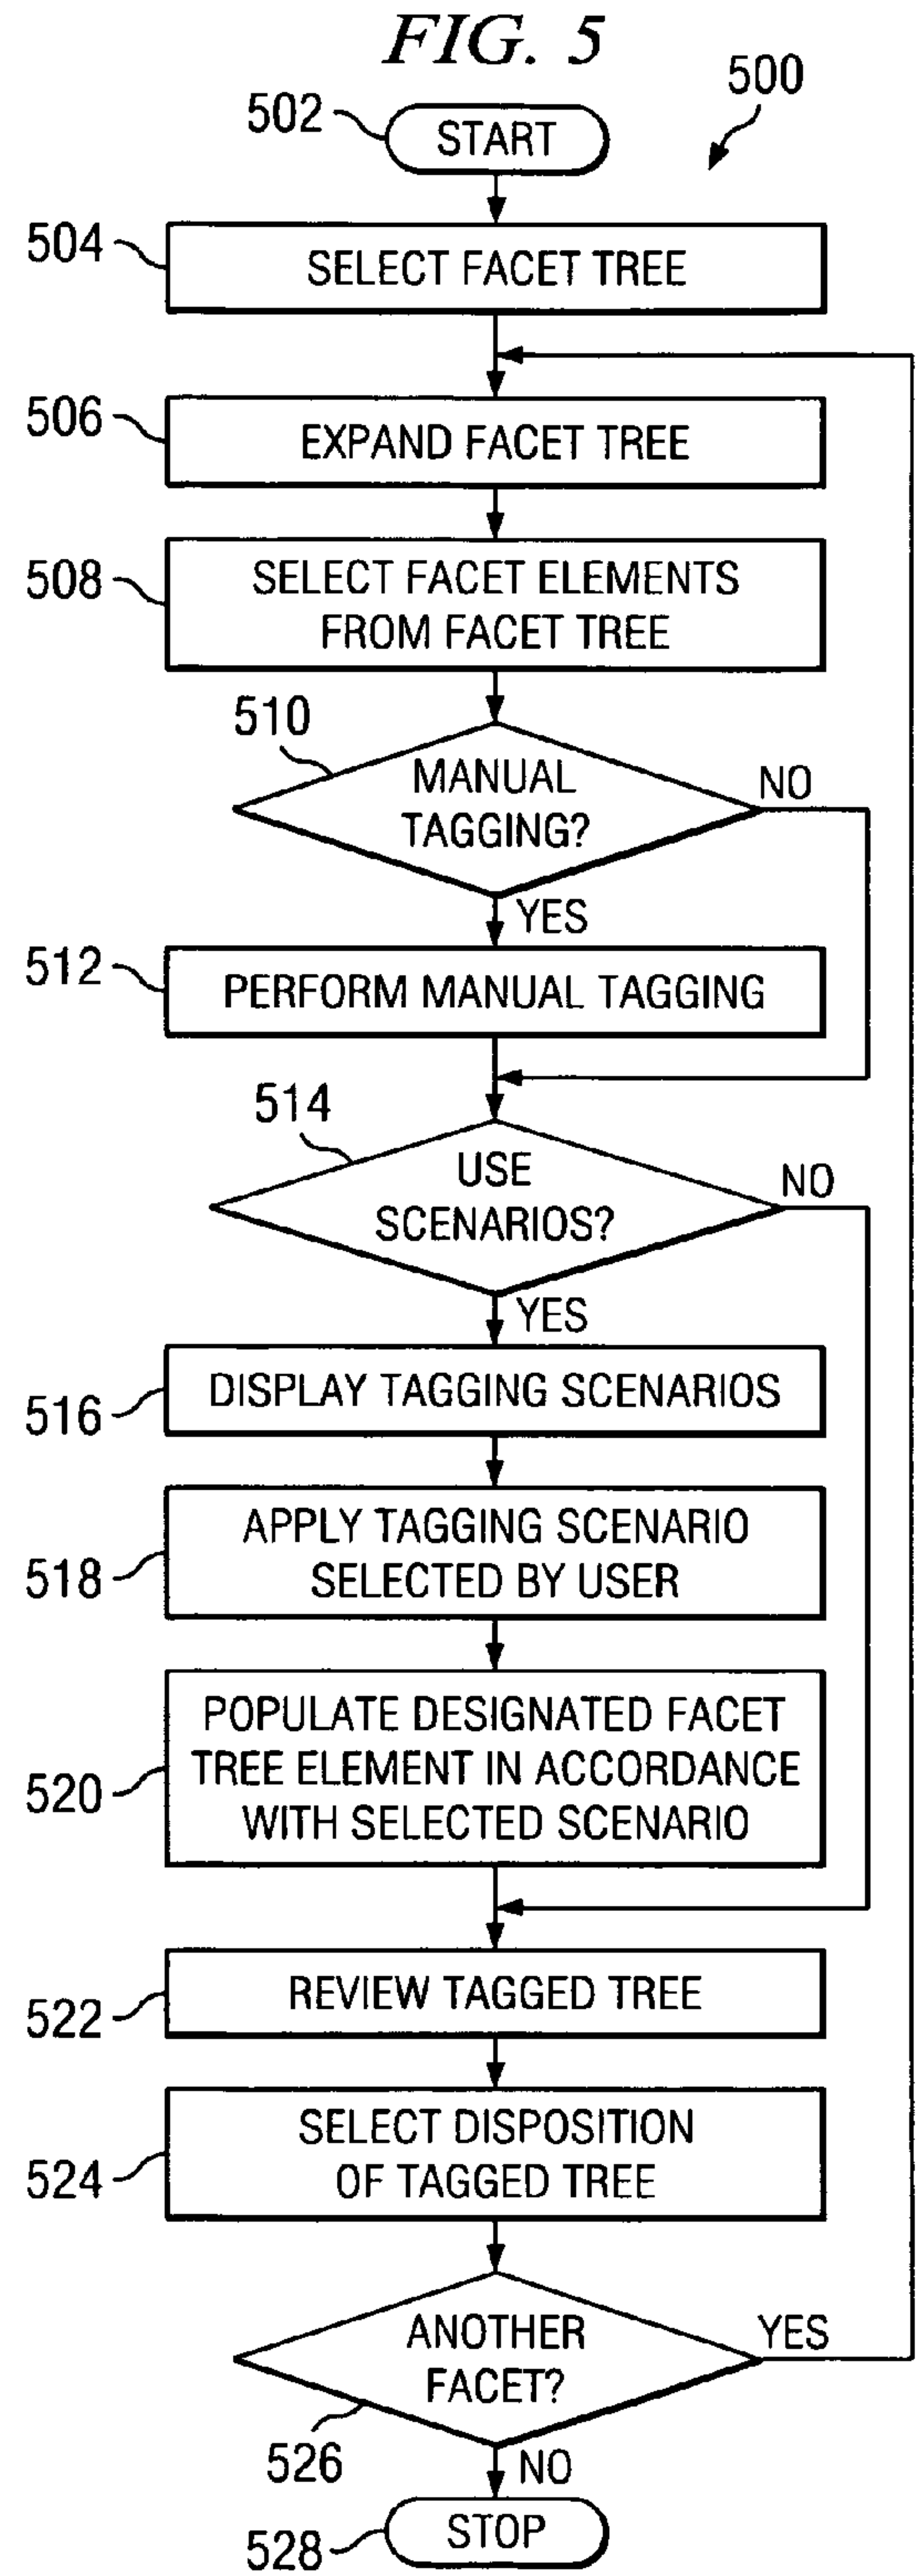 FIG. 5
500
502
START
504
SELECT FACET TREE
506
EXPAND FACET TREE
508
SELECT FACET ELEMENTS
FROM FACET TREE
510
MANUAL
TAGGING?
NO
YES
512
PERFORM MANUAL TAGGING
514
USE
SCENARIOS?
NO
YES
516
DISPLAY TAGGING SCENARIOS
518
APPLY TAGGING SCENARIO
SELECTED BY USER
520
POPULATE DESIGNATED FACET
TREE ELEMENT IN ACCORDANCE
WITH SELECTED SCENARIO
522
REVIEW TAGGED TREE
524
SELECT DISPOSITION
OF TAGGED TREE
ANOTHER
FACET?
YES
526
NO
528
STOP